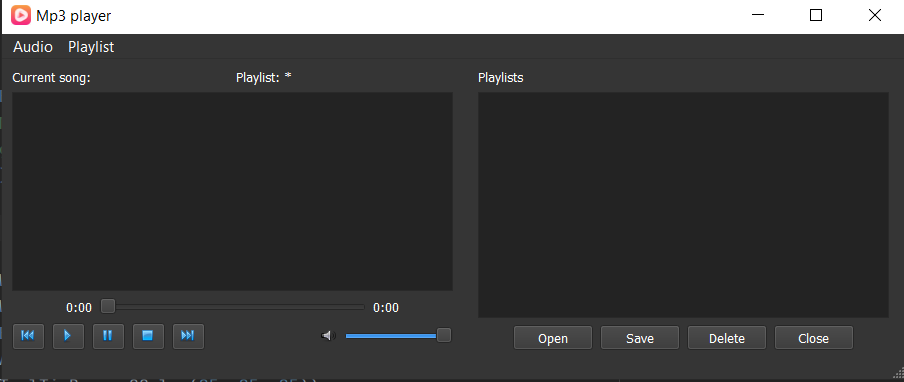 Mp3 player
Audio Playlist
Current song: Playlist: * Playlists
0:00 0:00
Open Save Delete Close